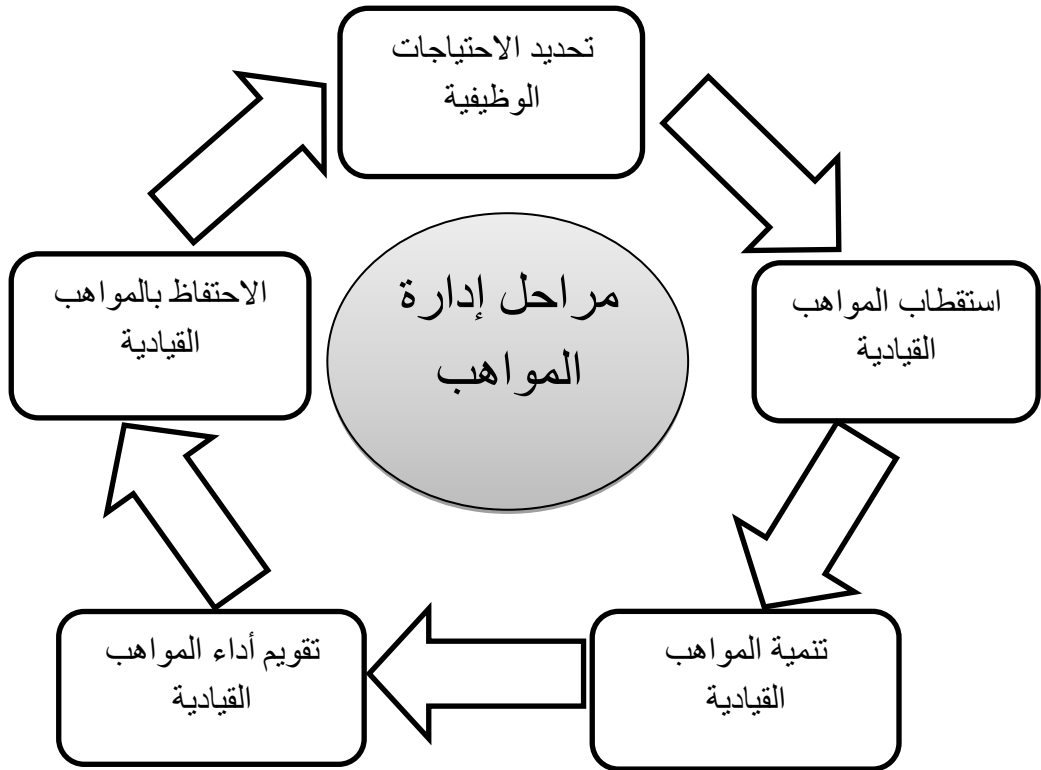 تحديد الاحتياجات
الوظيفية
استقطاب المواهب
القيادية
تنمية المواهب
القيادية
تقويم أداء المواهب
القيادية
الاحتفاظ بالمواهب
القيادية
مراحل إدارة
المواهب